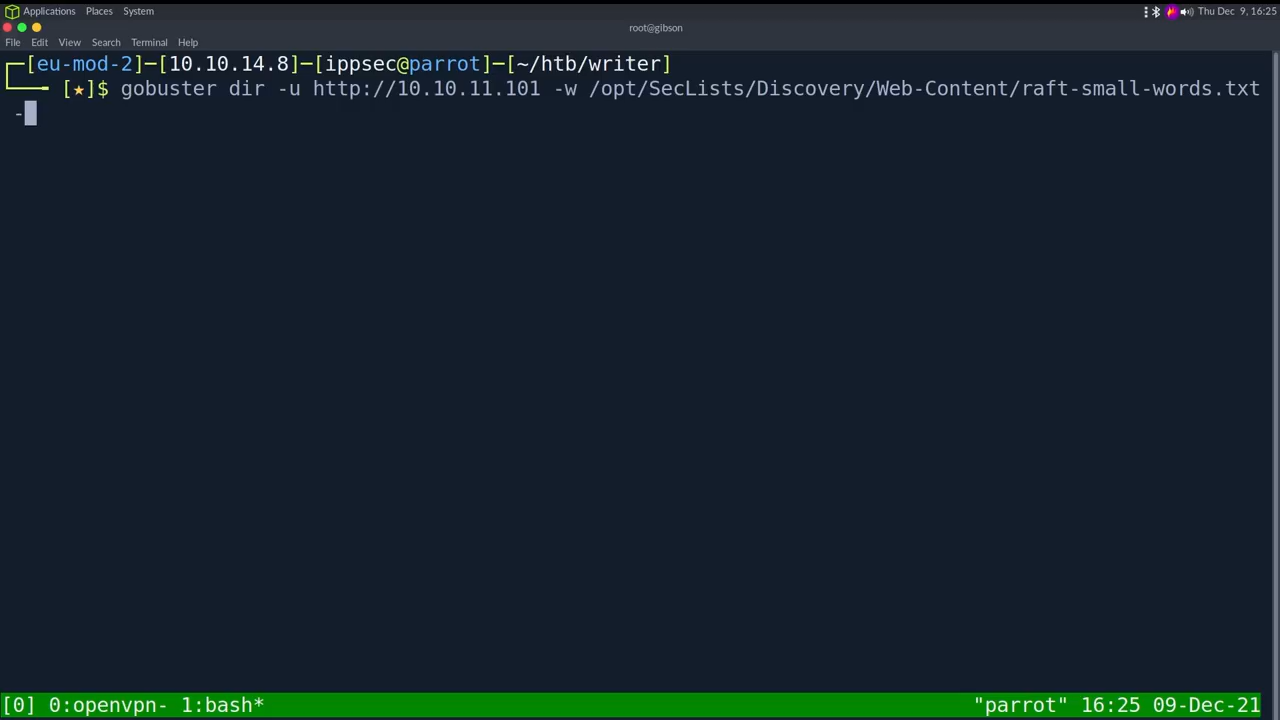 Applications Places System
Thu Dec 9, 16:25
root@gibson
File Edit View Search Terminal Help
┌─[eu-mod-2]─[10.10.14.8]─[ippsec@parrot]─[~/htb/writer]
└──╼ [★]$ gobuster dir -u http://10.10.11.101 -w /opt/SecLists/Discovery/Web-Content/raft-small-words.txt
-
[0] 0:openvpn- 1:bash* "parrot" 16:25 09-Dec-21